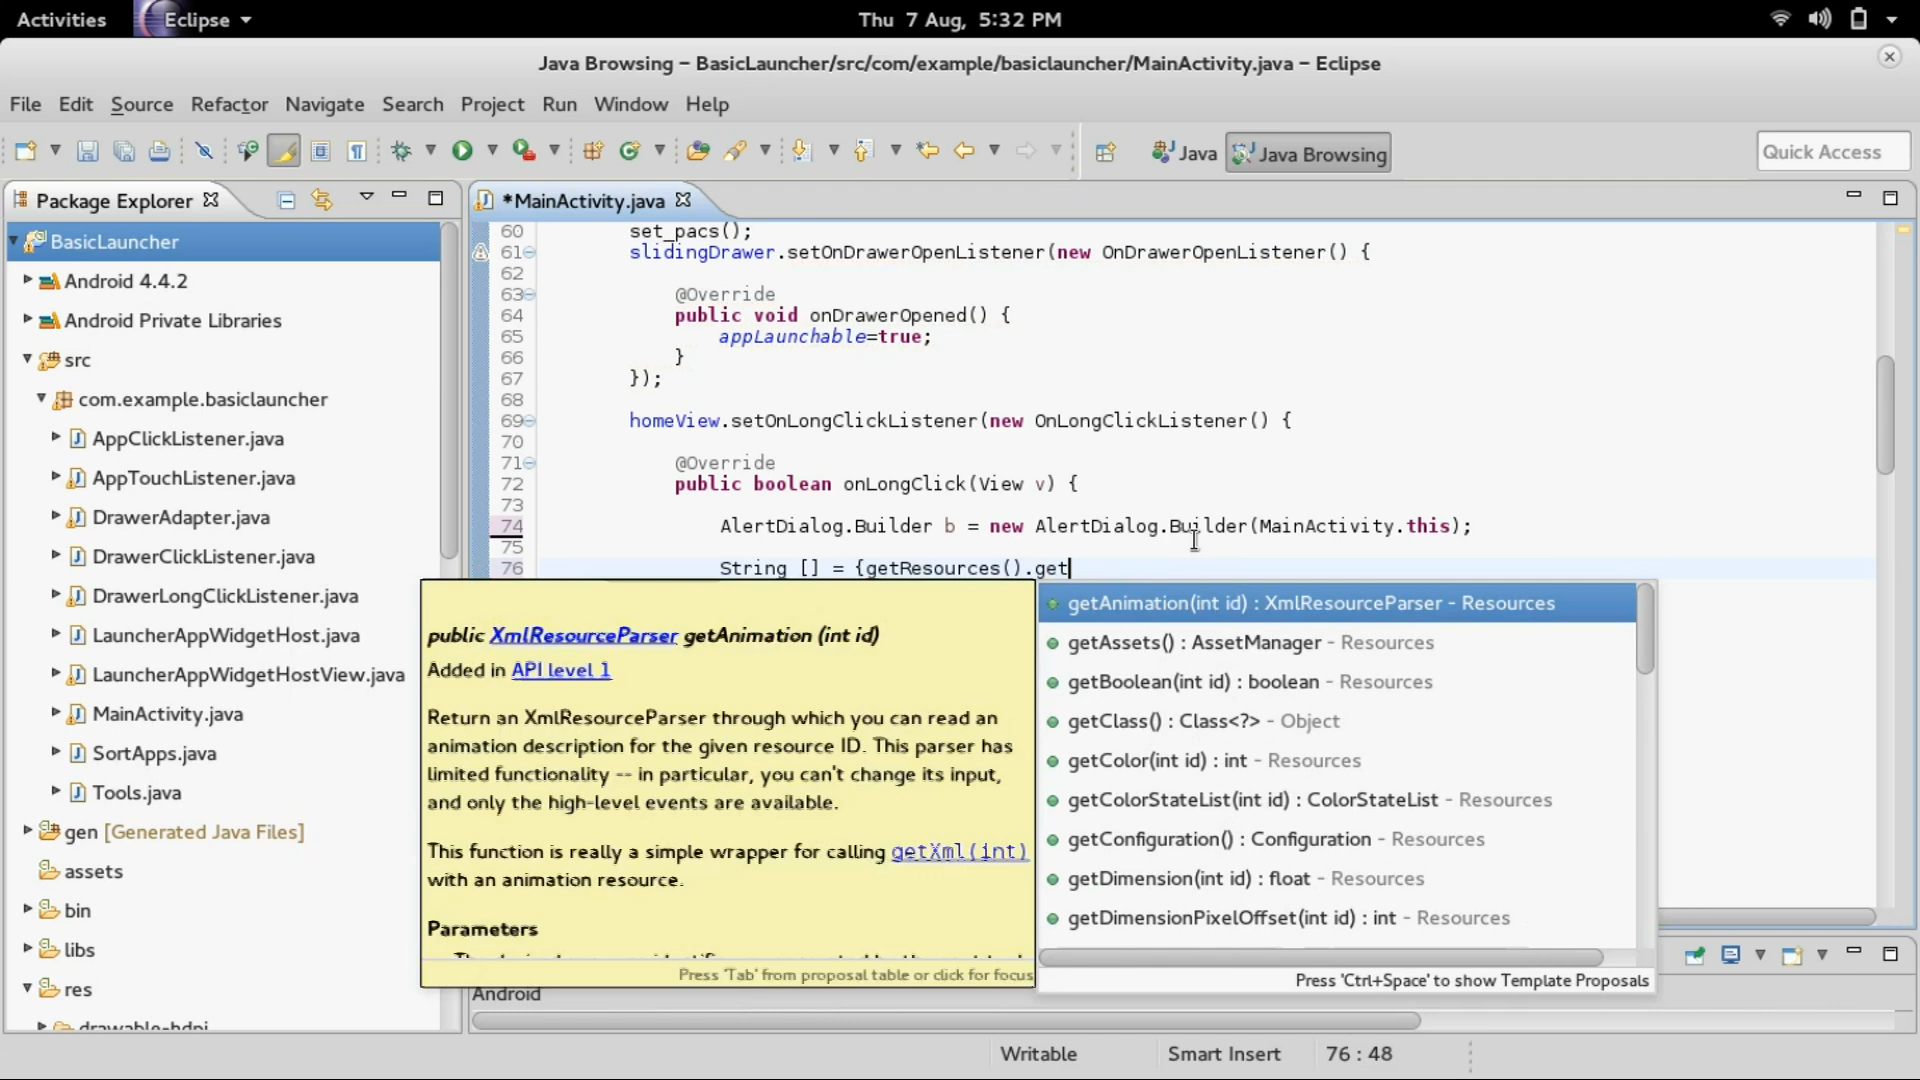 Activities Eclipse Thu 7 Aug, 5:32 PM
Java Browsing – BasicLauncher/src/com/example/basiclauncher/MainActivity.java – Eclipse
File Edit Source Refactor Navigate Search Project Run Window Help
Java Java Browsing Quick Access
Package Explorer
BasicLauncher
Android 4.4.2
Android Private Libraries
src
com.example.basiclauncher
AppClickListener.java
AppTouchListener.java
DrawerAdapter.java
DrawerClickListener.java
DrawerLongClickListener.java
LauncherAppWidgetHost.java
LauncherAppWidgetHostView.java
MainActivity.java
SortApps.java
Tools.java
gen [Generated Java Files]
assets
bin
libs
res
drawable-hdpi
*MainActivity.java
60 set_pacs();
61 slidingDrawer.setOnDrawerOpenListener(new OnDrawerOpenListener() {
62
63 @Override
64 public void onDrawerOpened() {
65 appLaunchable=true;
66 }
67 });
68
69 homeView.setOnLongClickListener(new OnLongClickListener() {
70
71 @Override
72 public boolean onLongClick(View v) {
73
74 AlertDialog.Builder b = new AlertDialog.Builder(MainActivity.this);
75
76 String [] = {getResources().get
public XmlResourceParser getAnimation (int id)
Added in API level 1
Return an XmlResourceParser through which you can read an
animation description for the given resource ID. This parser has
limited functionality -- in particular, you can't change its input,
and only the high-level events are available.
This function is really a simple wrapper for calling getXml(int)
with an animation resource.
Parameters
Press 'Tab' from proposal table or click for focus
getAnimation(int id) : XmlResourceParser - Resources
getAssets() : AssetManager - Resources
getBoolean(int id) : boolean - Resources
getClass() : Class<?> - Object
getColor(int id) : int - Resources
getColorStateList(int id) : ColorStateList - Resources
getConfiguration() : Configuration - Resources
getDimension(int id) : float - Resources
getDimensionPixelOffset(int id) : int - Resources
Press 'Ctrl+Space' to show Template Proposals
Android
Writable Smart Insert 76 : 48